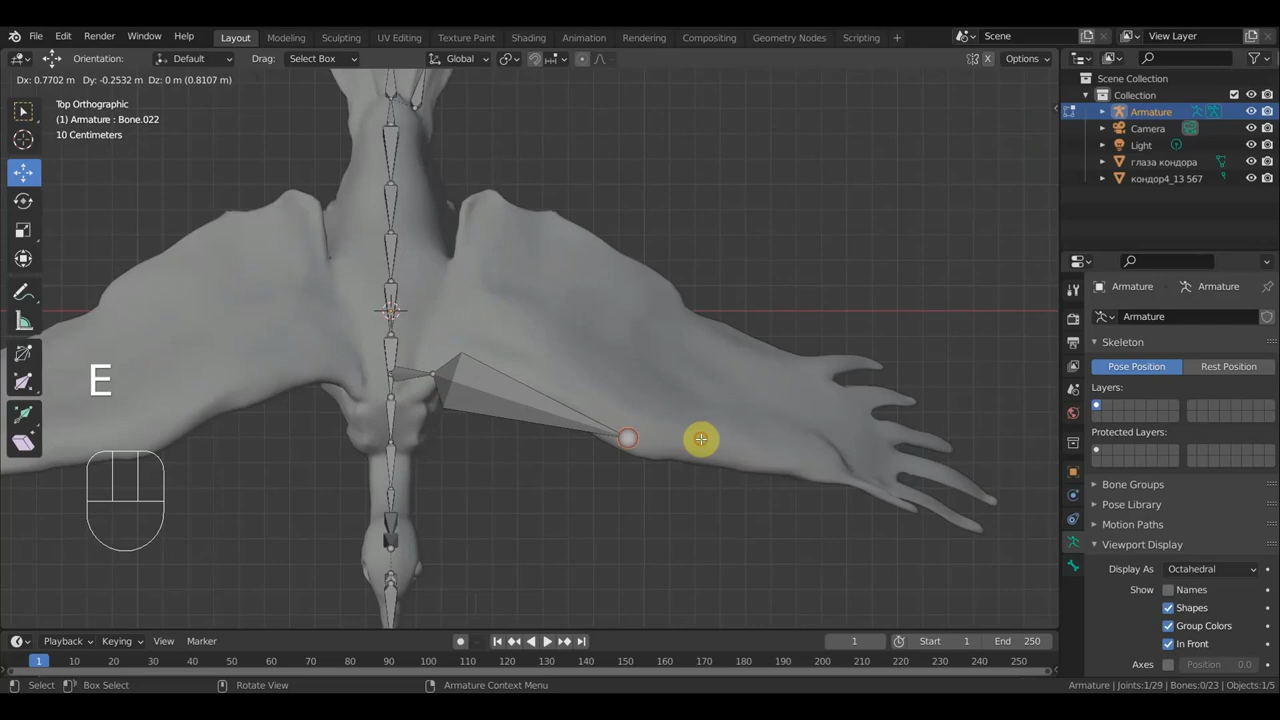 File Edit Render Window Help Layout Modeling Sculpting UV Editing Texture Paint Shading Animation Rendering Compositing Geometry Nodes Scripting + Scene View Layer
Orientation: Default Drag: Select Box Global X Options
Dx: 0.7702 m Dy: -0.2532 m Dz: 0 m (0.8107 m)
Top Orthographic
(1) Armature : Bone.022
10 Centimeters
E
Scene Collection
Collection
Armature
Camera
Light
глаза кондора
кондор4_13 567
Armature Armature
Armature
Skeleton
Pose Position Rest Position
Layers:
Protected Layers:
Bone Groups
Pose Library
Motion Paths
Viewport Display
Display As Octahedral
Show Names
Shapes
Group Colors
In Front
Axes Position 0.0
Playback Keying View Marker 1 Start 1 End 250
1 10 20 30 40 50 60 70 80 90 100 110 120 130 140 150 160 170 180 190 200 210 220 230 240 250
Select Box Select Rotate View Armature Context Menu Armature | Joints:1/29 | Bones:0/23 | Objects:1/5